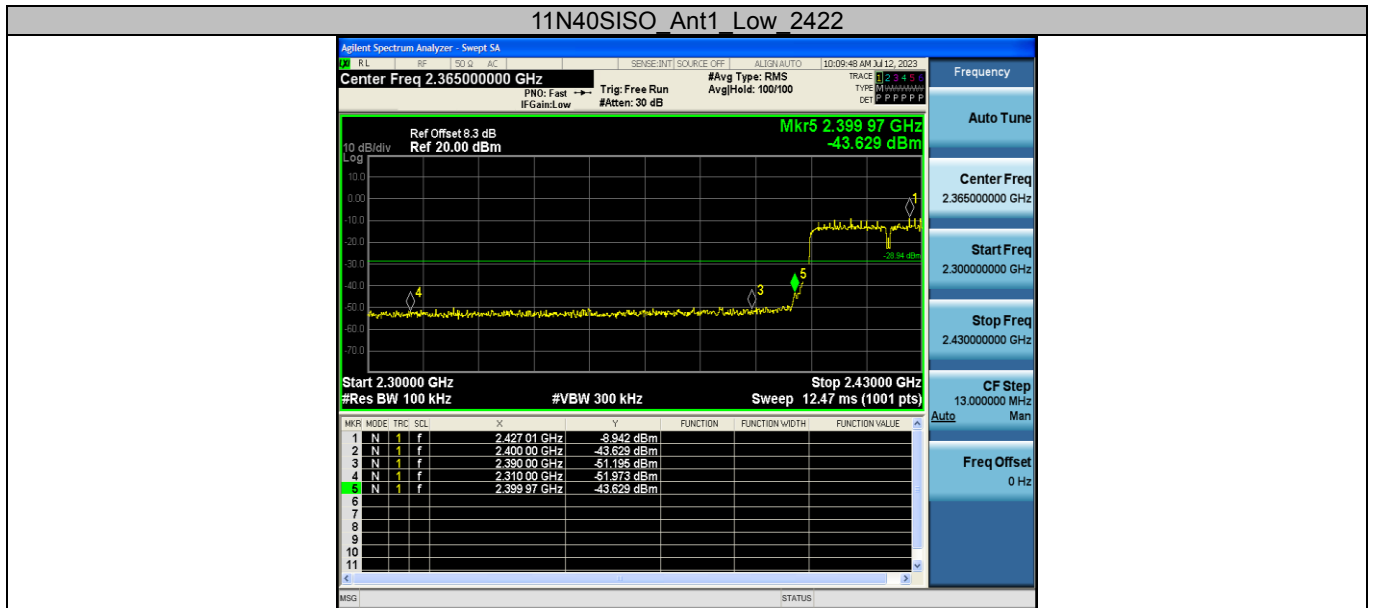 11N40SISO_Ant1_Low_2422
Agilent Spectrum Analyzer - Swept SA
RL RF 50 Ω AC SENSE:INT SOURCE OFF ALIGNAUTO 10:09:48 AM Jul 12, 2023
Center Freq 2.365000000 GHz
PNO: Fast
IFGain:Low
Trig: Free Run
#Atten: 30 dB
#Avg Type: RMS
Avg|Hold: 100/100
TRACE 1 2 3 4 5 6
TYPE M
DET P P P P P P
Mkr5 2.399 97 GHz
-43.629 dBm
Ref Offset 8.3 dB
10 dB/div Ref 20.00 dBm
Log
10.0
0.00
-10.0
-20.0
-30.0
-40.0
-50.0
-60.0
-70.0
1
-28.94 dBm
5
3
4
Start 2.30000 GHz Stop 2.43000 GHz
#Res BW 100 kHz #VBW 300 kHz Sweep 12.47 ms (1001 pts)
MKR MODE TRC SCL X Y FUNCTION FUNCTION WIDTH FUNCTION VALUE
1 N 1 f 2.427 01 GHz -8.942 dBm
2 N 1 f 2.400 00 GHz -43.629 dBm
3 N 1 f 2.390 00 GHz -51.195 dBm
4 N 1 f 2.310 00 GHz -51.973 dBm
5 N 1 f 2.399 97 GHz -43.629 dBm
6
7
8
9
10
11
MSG STATUS
Frequency
Auto Tune
Center Freq
2.365000000 GHz
Start Freq
2.300000000 GHz
Stop Freq
2.430000000 GHz
CF Step
13.000000 MHz
Auto Man
Freq Offset
0 Hz